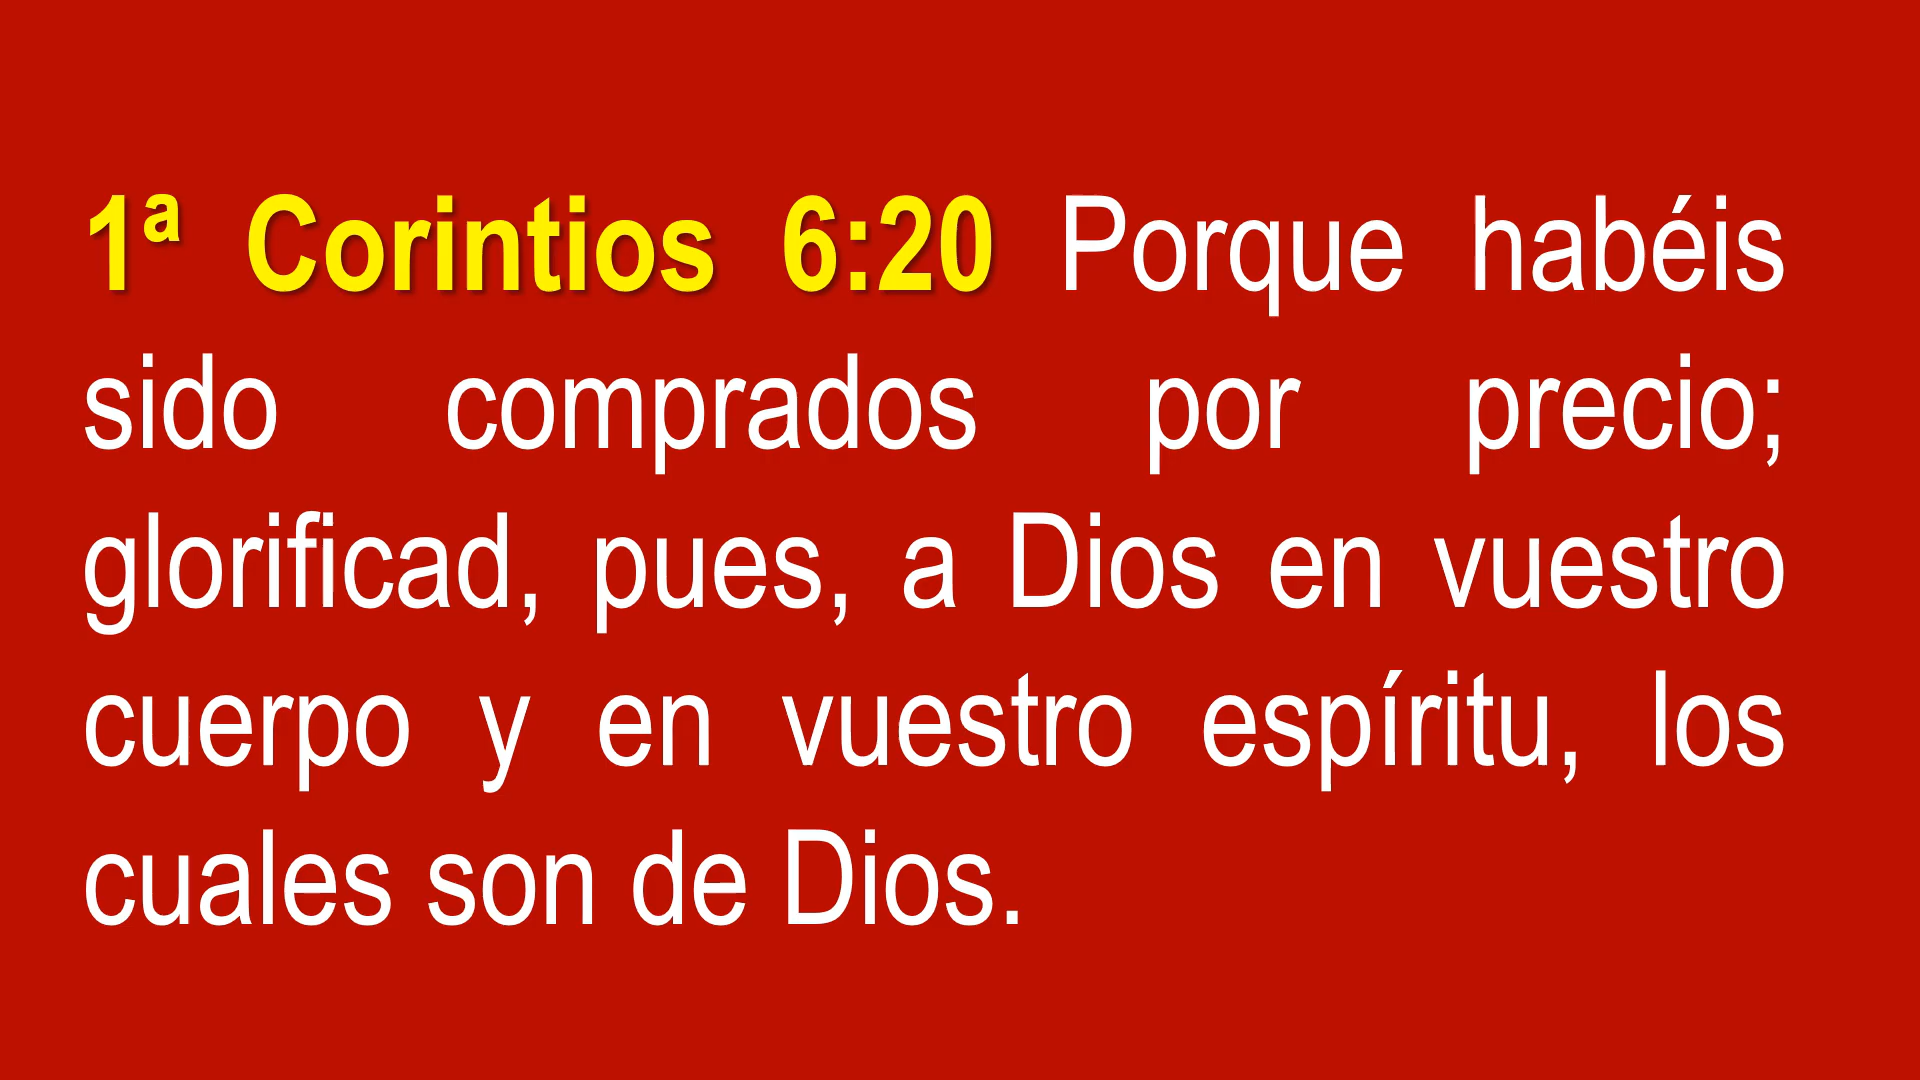 1ª Corintios 6:20 Porque habéis
sido comprados por precio;
glorificad, pues, a Dios en vuestro
cuerpo y en vuestro espíritu, los
cuales son de Dios.